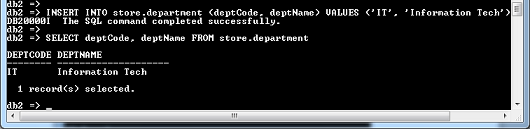 db2 =>
db2 => INSERT INTO store.department (deptCode, deptName) VALUES ('IT', 'Information Tech')
DB20000I  The SQL command completed successfully.
db2 =>
db2 => SELECT deptCode, deptName FROM store.department
DEPTCODE DEPTNAME
-------- --------------------
IT       Information Tech
  1 record(s) selected.
db2 => _